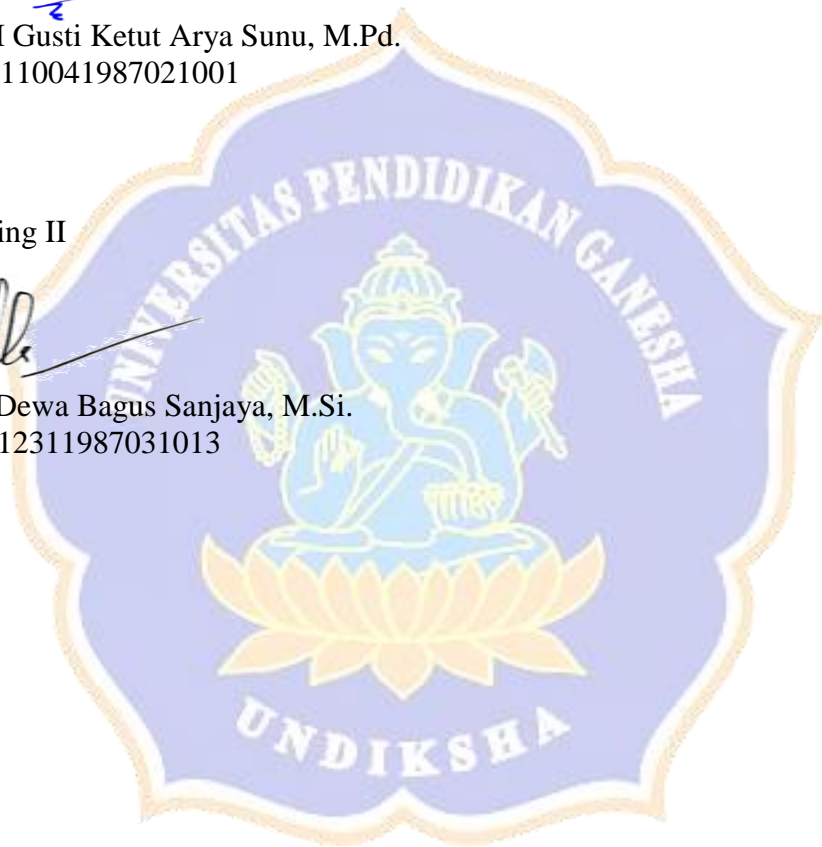 I Gusti Ketut Arya Sunu, M.Pd.
110041987021001
ing II
Dewa Bagus Sanjaya, M.Si.
12311987031013
UNIVERSITAS PENDIDIKAN GANESHA
UNDIKSHA